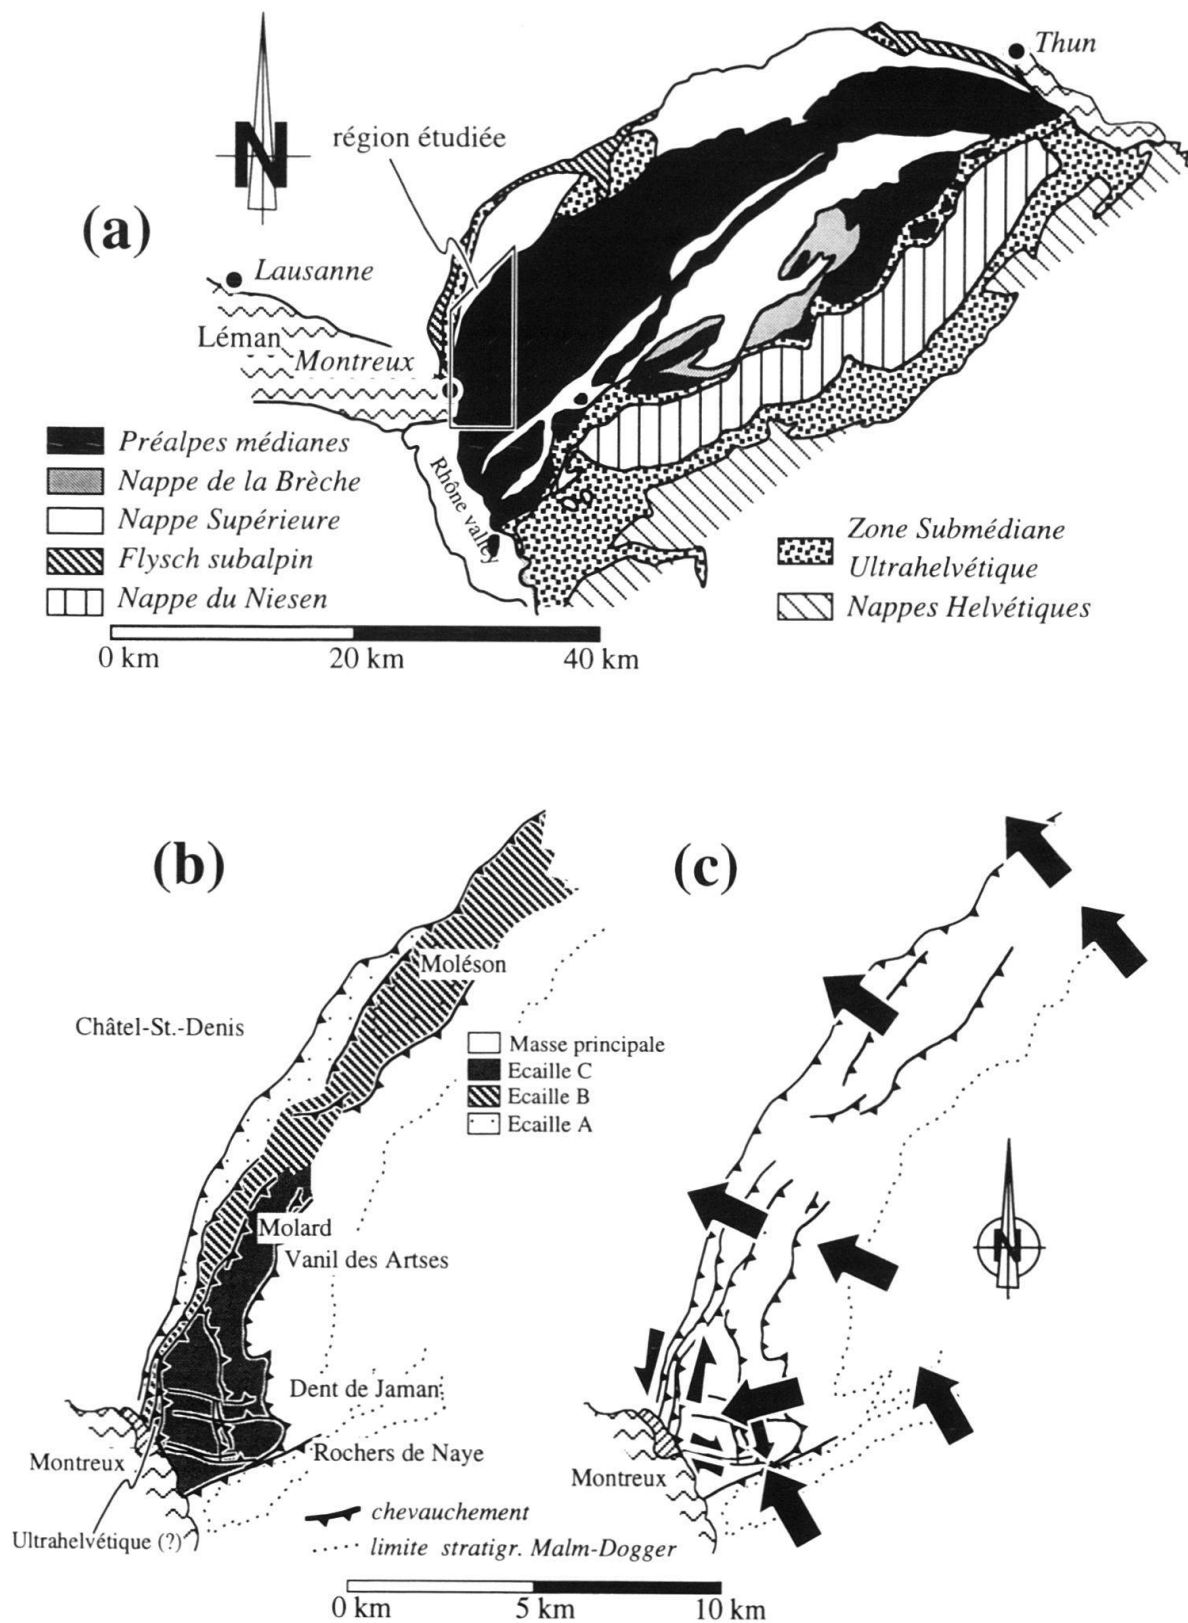 Thun
N
région étudiée
(a)
Lausanne
Léman
Montreux
Rhône valley
Préalpes médianes
Nappe de la Brèche
Nappe Supérieure
Flysch subalpin
Nappe du Niesen
Zone Submédiane
Ultrahelvétique
Nappes Helvétiques
0 km 20 km 40 km
(b)
Moléson
Châtel-St.-Denis
Masse principale
Ecaille C
Ecaille B
Ecaille A
Molard
Vanil des Artses
Dent de Jaman
Rochers de Naye
Montreux
Ultrahelvétique (?)
chevauchement
limite stratigr. Malm-Dogger
0 km 5 km 10 km
(c)
N
Montreux